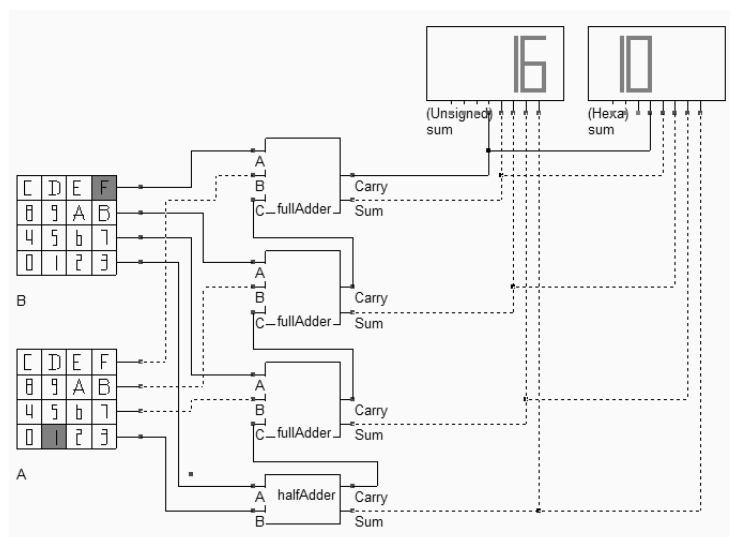 16
10
(Unsigned)
sum
(Hexa)
sum
A
B
C
fullAdder
Carry
Sum
C D E F
8 9 A B
4 5 6 7
0 1 2 3
B
A
B
C
fullAdder
Carry
Sum
C D E F
8 9 A B
4 5 6 7
0 1 2 3
A
A
B
C
fullAdder
Carry
Sum
A
B
halfAdder
Carry
Sum